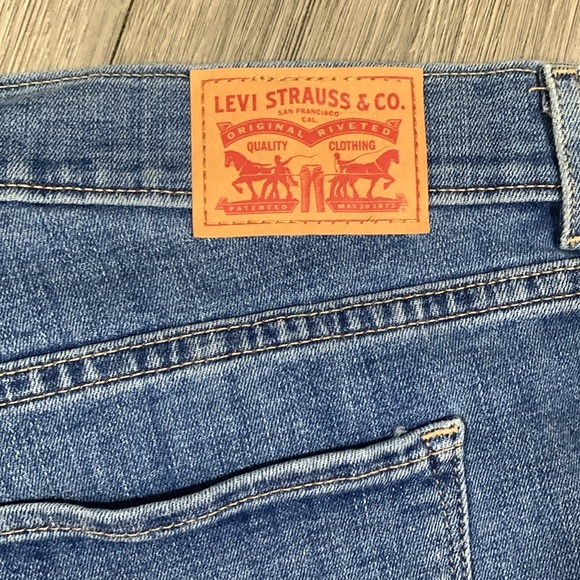 LEVI STRAUSS & CO.
SAN FRANCISCO
CAL.
ORIGINAL RIVETED
QUALITY CLOTHING
PATENTED MAY 20 1873